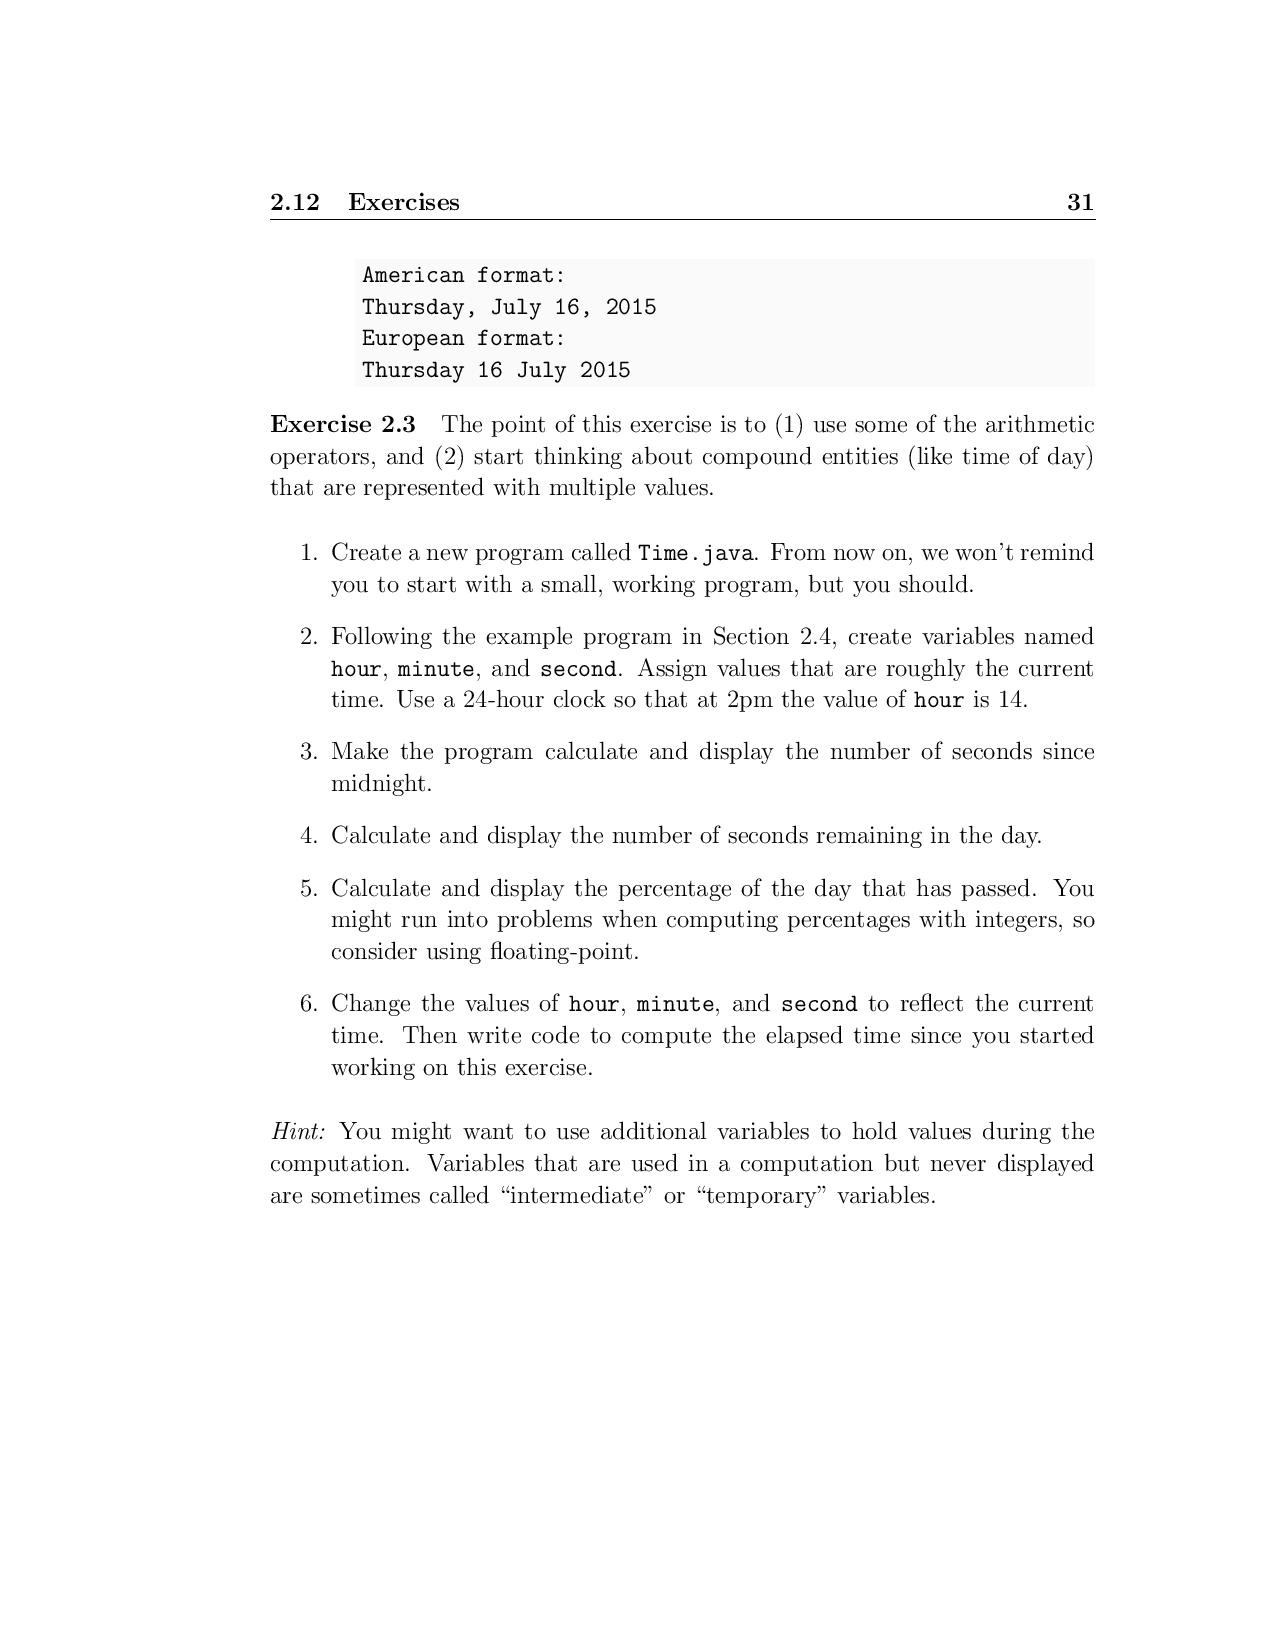 2.12 Exercises 31
American format:
Thursday, July 16, 2015
European format:
Thursday 16 July 2015
Exercise 2.3 The point of this exercise is to (1) use some of the arithmetic
operators, and (2) start thinking about compound entities (like time of day)
that are represented with multiple values.
1. Create a new program called Time.java. From now on, we won't remind
you to start with a small, working program, but you should.
2. Following the example program in Section 2.4, create variables named
hour, minute, and second. Assign values that are roughly the current
time. Use a 24-hour clock so that at 2pm the value of hour is 14.
3. Make the program calculate and display the number of seconds since
midnight.
4. Calculate and display the number of seconds remaining in the day.
5. Calculate and display the percentage of the day that has passed. You
might run into problems when computing percentages with integers, so
consider using floating-point.
6. Change the values of hour, minute, and second to reflect the current
time. Then write code to compute the elapsed time since you started
working on this exercise.
Hint: You might want to use additional variables to hold values during the
computation. Variables that are used in a computation but never displayed
are sometimes called “intermediate” or “temporary” variables.